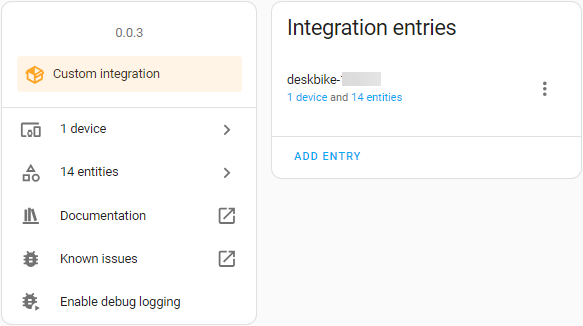 0.0.3
Custom integration
1 device
14 entities
Documentation
Known issues
Enable debug logging
Integration entries
deskbike-
1 device and 14 entities
ADD ENTRY